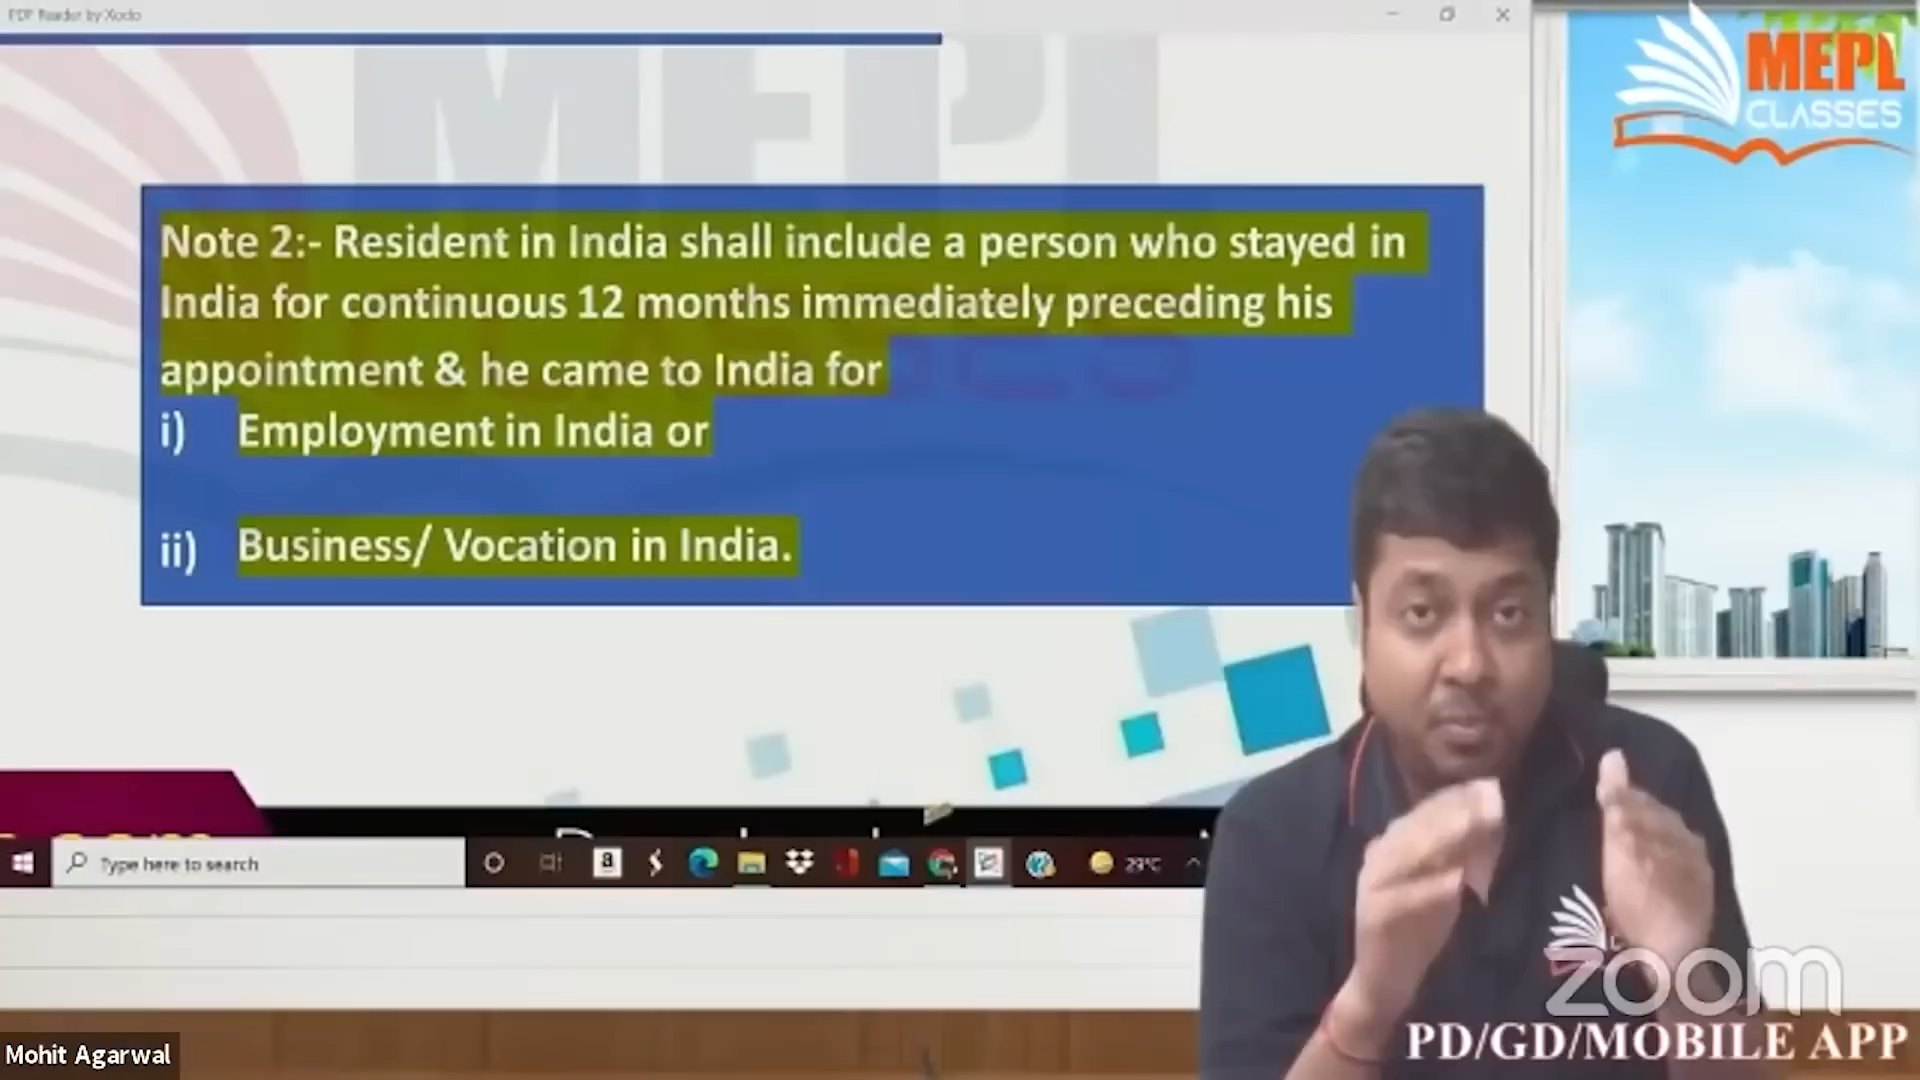 PDF Reader by Xodo
MEPL
CLASSES
Note 2:- Resident in India shall include a person who stayed in
India for continuous 12 months immediately preceding his
appointment & he came to India for
i) Employment in India or
ii) Business/ Vocation in India.
Type here to search
29°C
zoom
PD/GD/MOBILE APP
Mohit Agarwal